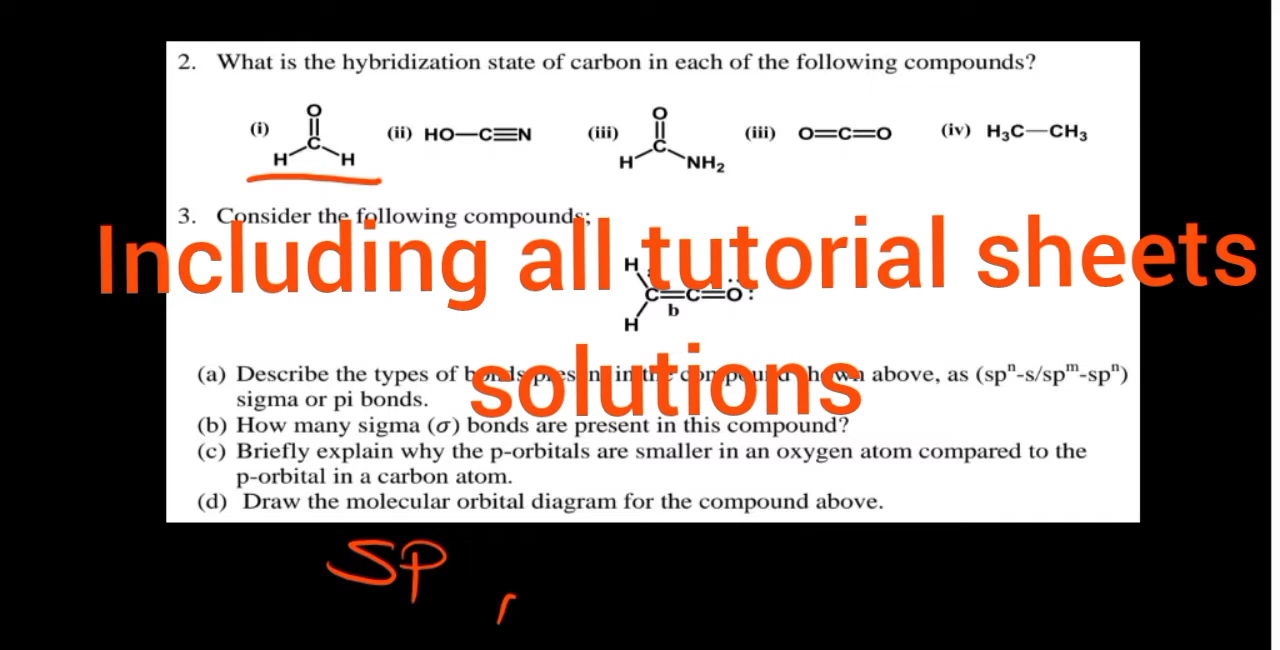 2. What is the hybridization state of carbon in each of the following compounds?
(i) O C H H (ii) HO—C≡N (iii) O C H NH₂ (iii) O=C=O (iv) H₃C—CH₃
3. Consider the following compounds;
Including all tutorial sheets
H
C=C=Ö:
b
H
(a) Describe the types of bonds present in the compound shown above, as (spⁿ-s/spᵐ-spⁿ)
sigma or pi bonds.
solutions
(b) How many sigma (σ) bonds are present in this compound?
(c) Briefly explain why the p-orbitals are smaller in an oxygen atom compared to the
p-orbital in a carbon atom.
(d) Draw the molecular orbital diagram for the compound above.
SP